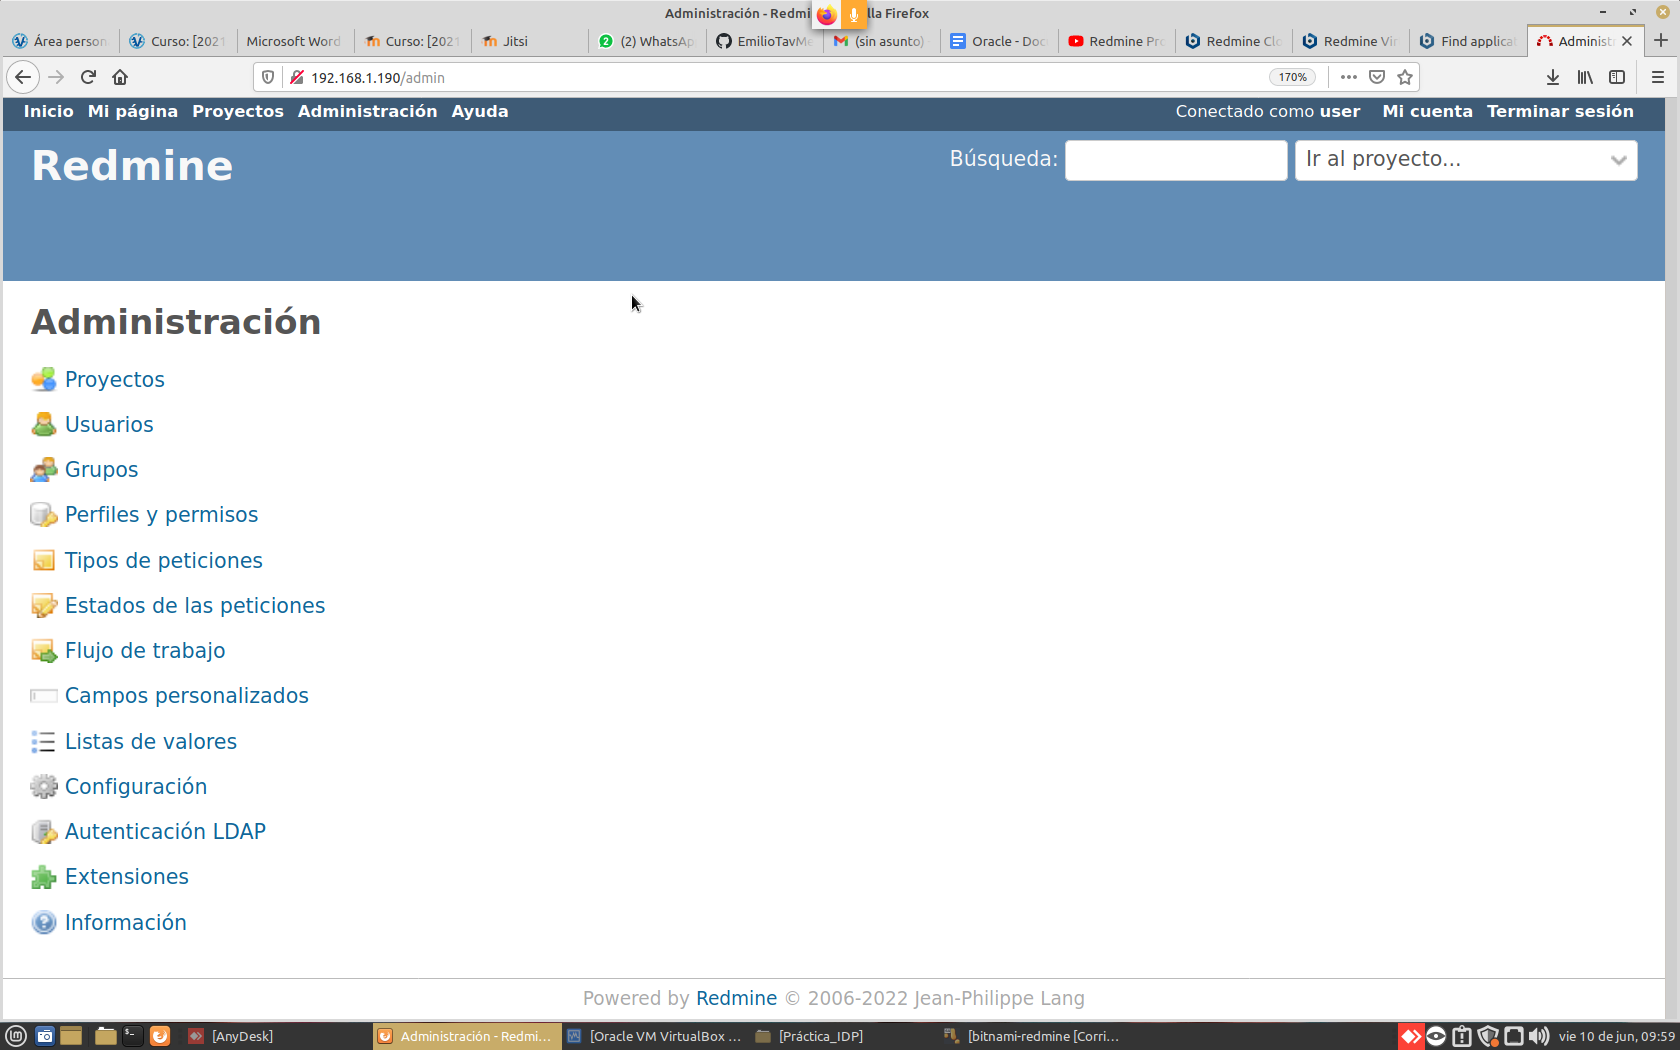 Administración - Redmi lla Firefox
Área person Curso: [2021 Microsoft Word Curso: [2021 Jitsi (2) WhatsAp EmilioTavMe (sin asunto) Oracle - Doc Redmine Pro Redmine Clo Redmine Vir Find applicat Administr
192.168.1.190/admin 170%
Inicio Mi página Proyectos Administración Ayuda Conectado como user Mi cuenta Terminar sesión
Redmine Búsqueda: Ir al proyecto...
Administración
Proyectos
Usuarios
Grupos
Perfiles y permisos
Tipos de peticiones
Estados de las peticiones
Flujo de trabajo
Campos personalizados
Listas de valores
Configuración
Autenticación LDAP
Extensiones
Información
Powered by Redmine © 2006-2022 Jean-Philippe Lang
[AnyDesk] Administración - Redmi... [Oracle VM VirtualBox ... [Práctica_IDP] [bitnami-redmine [Corri... vie 10 de jun, 09:59